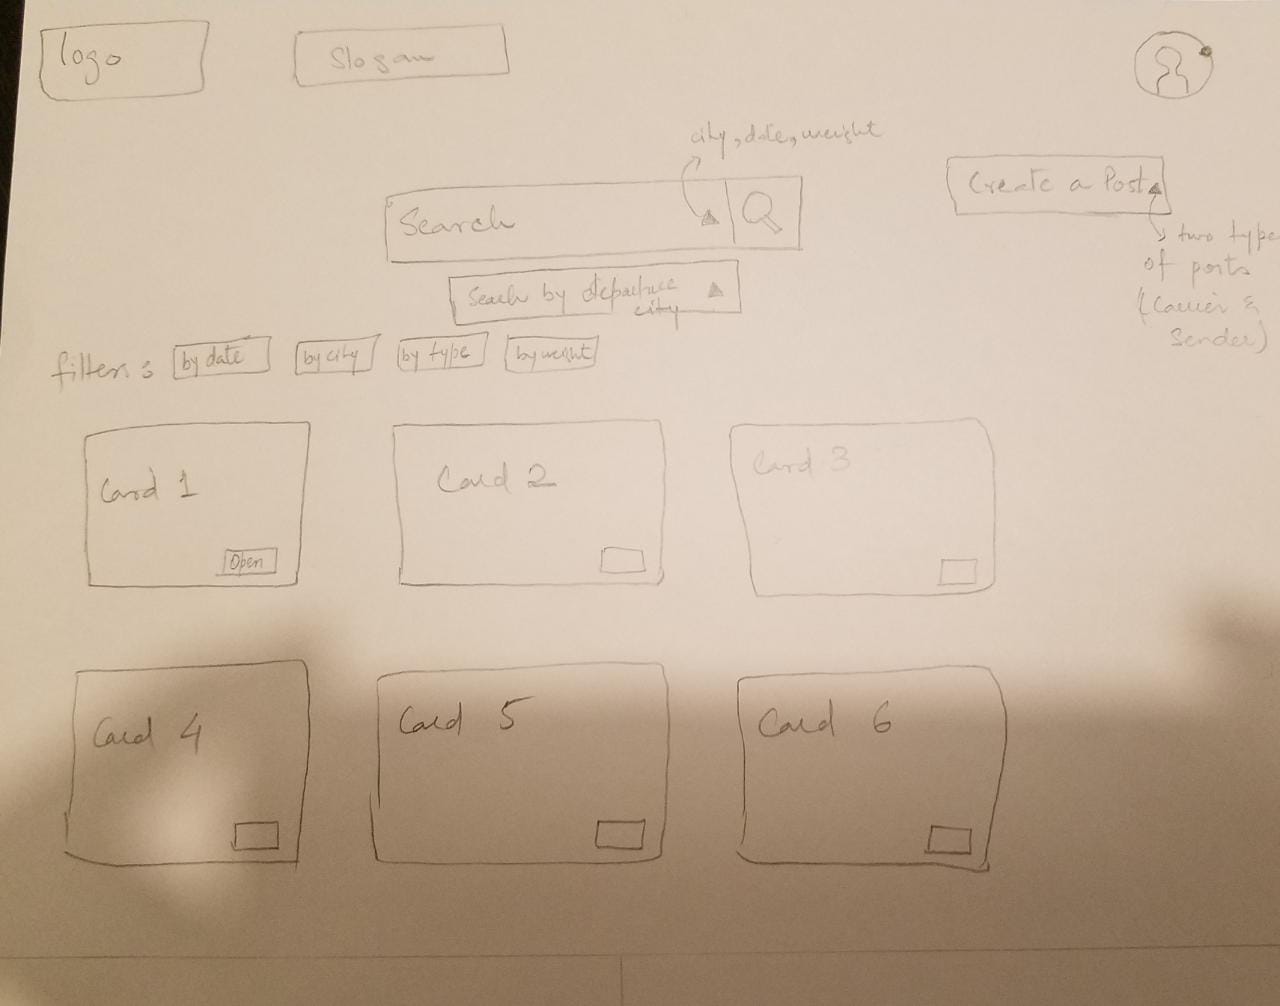 logo
Slogan
city, date, weight
Create a Post
Search
two type
of posts
(Carrier &
Sender)
Search by departure
city
filters :
by date
by city
by type
by weight
Card 1
Open
Card 2
Card 3
Card 4
Card 5
Card 6